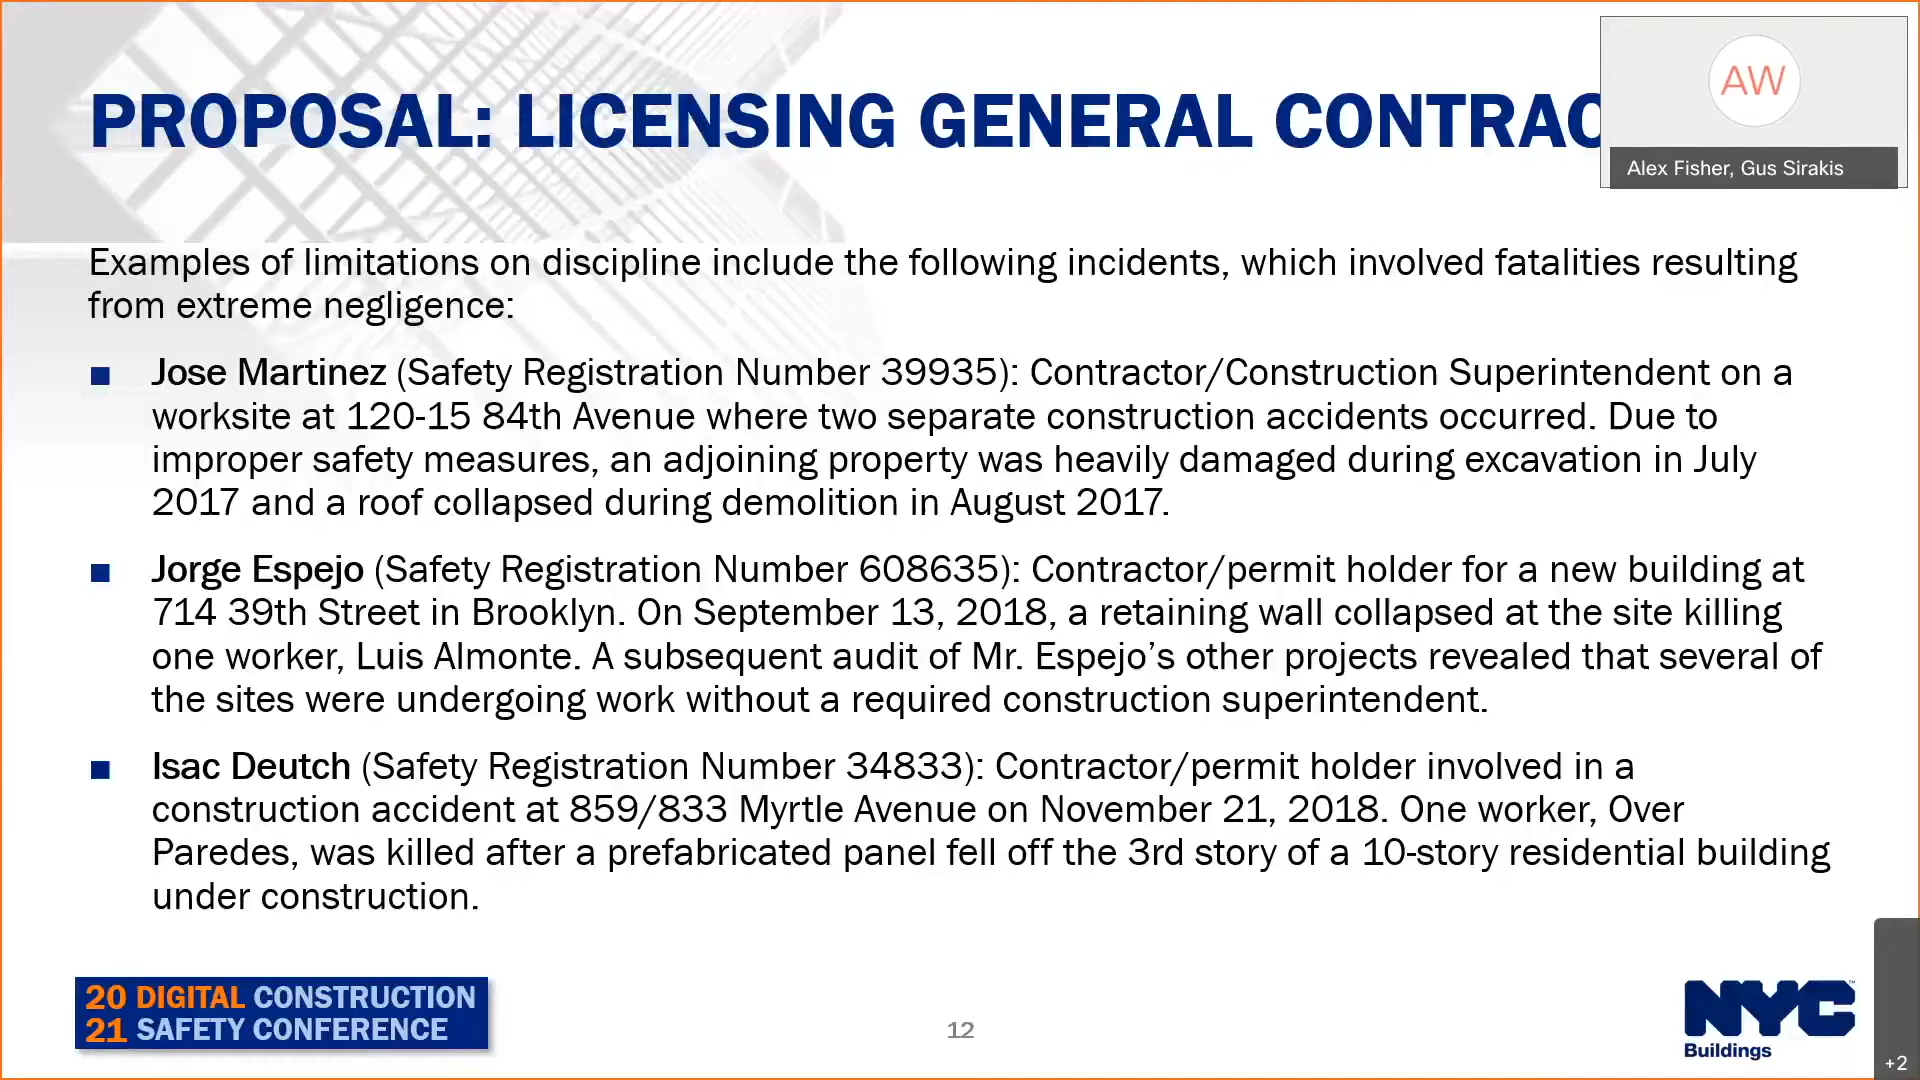 PROPOSAL: LICENSING GENERAL CONTRAC
AW
Alex Fisher, Gus Sirakis
Examples of limitations on discipline include the following incidents, which involved fatalities resulting
from extreme negligence:
■ Jose Martinez (Safety Registration Number 39935): Contractor/Construction Superintendent on a
worksite at 120-15 84th Avenue where two separate construction accidents occurred. Due to
improper safety measures, an adjoining property was heavily damaged during excavation in July
2017 and a roof collapsed during demolition in August 2017.
■ Jorge Espejo (Safety Registration Number 608635): Contractor/permit holder for a new building at
714 39th Street in Brooklyn. On September 13, 2018, a retaining wall collapsed at the site killing
one worker, Luis Almonte. A subsequent audit of Mr. Espejo’s other projects revealed that several of
the sites were undergoing work without a required construction superintendent.
■ Isac Deutch (Safety Registration Number 34833): Contractor/permit holder involved in a
construction accident at 859/833 Myrtle Avenue on November 21, 2018. One worker, Over
Paredes, was killed after a prefabricated panel fell off the 3rd story of a 10-story residential building
under construction.
20 DIGITAL CONSTRUCTION
21 SAFETY CONFERENCE
12
NYC™
Buildings
+2